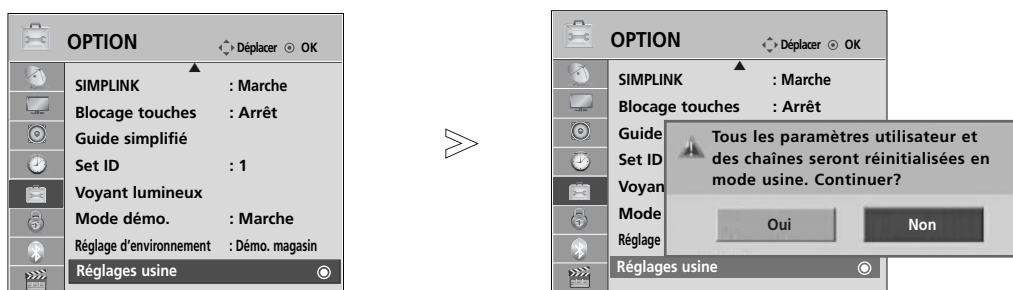 OPTION
Déplacer OK
SIMPLINK : Marche
Blocage touches : Arrêt
Guide simplifié
Set ID : 1
Voyant lumineux
Mode démo. : Marche
Réglage d'environnement : Démo. magasin
Réglages usine
OPTION
Déplacer OK
SIMPLINK : Marche
Blocage touches : Arrêt
Guide
Set ID
Voyan
Mode
Réglage
Réglages usine
Tous les paramètres utilisateur et
des chaînes seront réinitialisées en
mode usine. Continuer?
Oui Non